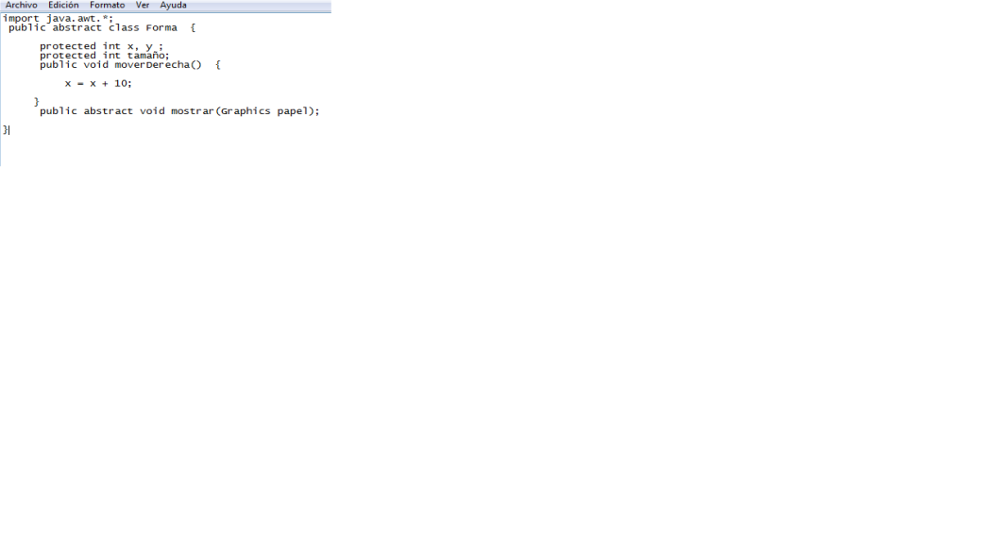 Archivo Edición Formato Ver Ayuda
import java.awt.*;
public abstract class Forma {
protected int x, y ;
protected int tamaño;
public void moverDerecha() {
x = x + 10;
}
public abstract void mostrar(Graphics papel);
}